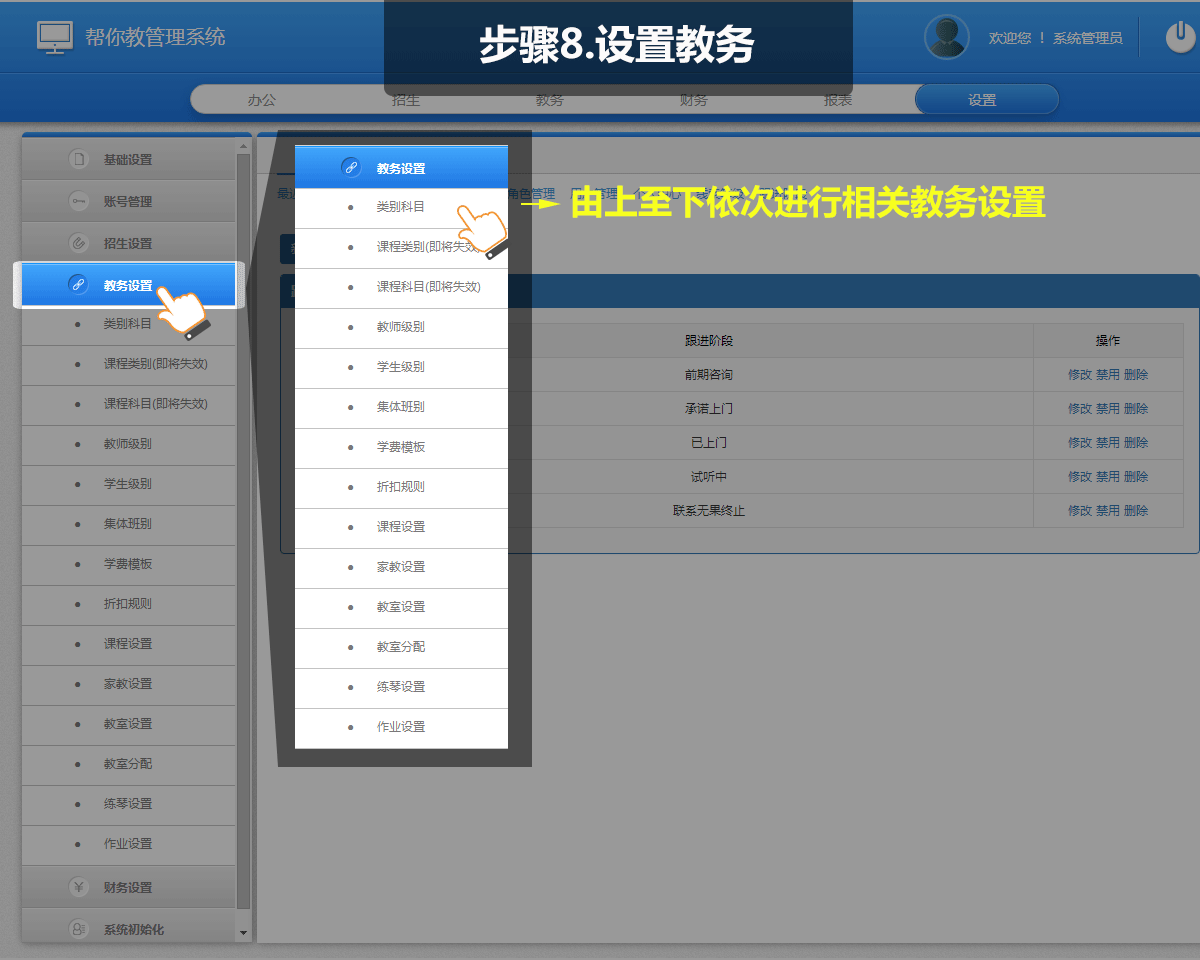 帮你教管理系统
步骤8.设置教务
欢迎您 ! 系统管理员
办公
招生
教务
财务
报表
设置
基础设置
账号管理
招生设置
教务设置
类别科目
课程类别(即将失效)
课程科目(即将失效)
教师级别
学生级别
集体班别
学费模板
折扣规则
课程设置
家教设置
教室设置
教室分配
练琴设置
作业设置
财务设置
系统初始化
教务设置
类别科目
课程类别(即将失效)
课程科目(即将失效)
教师级别
学生级别
集体班别
学费模板
折扣规则
课程设置
家教设置
教室设置
教室分配
练琴设置
作业设置
角色管理
由上至下依次进行相关教务设置
跟进阶段 操作
前期咨询 修改 禁用 删除
承诺上门 修改 禁用 删除
已上门 修改 禁用 删除
试听中 修改 禁用 删除
联系无果终止 修改 禁用 删除